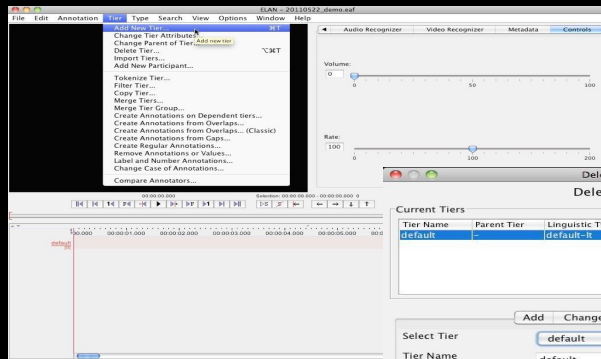 ELAN - 20110522_demo.eaf
File Edit Annotation Tier Type Search View Options Window Help
Add New Tier... ⌘T
Change Tier Attributes...
Add new tier
Change Parent of Tier...
Delete Tier... ⌥⌘T
Import Tiers...
Add New Participant...
Tokenize Tier...
Filter Tier...
Copy Tier...
Merge Tiers...
Merge Tier Group...
Create Annotations on Dependent tiers...
Create Annotations from Overlaps...
Create Annotations from Overlaps... (Classic)
Create Annotations from Gaps...
Create Regular Annotations...
Remove Annotations or Values...
Label and Number Annotations...
Change Case of Annotations...
Compare Annotators...
Audio Recognizer Video Recognizer Metadata Controls
Volume:
0
0 50 100
Rate:
100
0 100 200
00:00:00.000
Selection: 00:00:00.000 - 00:00:00.000 0
00:00:01.000 00:00:02.000 00:00:03.000 00:00:04.000 00:00:05.000
default
Dele
Dele
Current Tiers
Tier Name Parent Tier Linguistic T
default - default-lt
Add Change
Select Tier default
Tier Name default